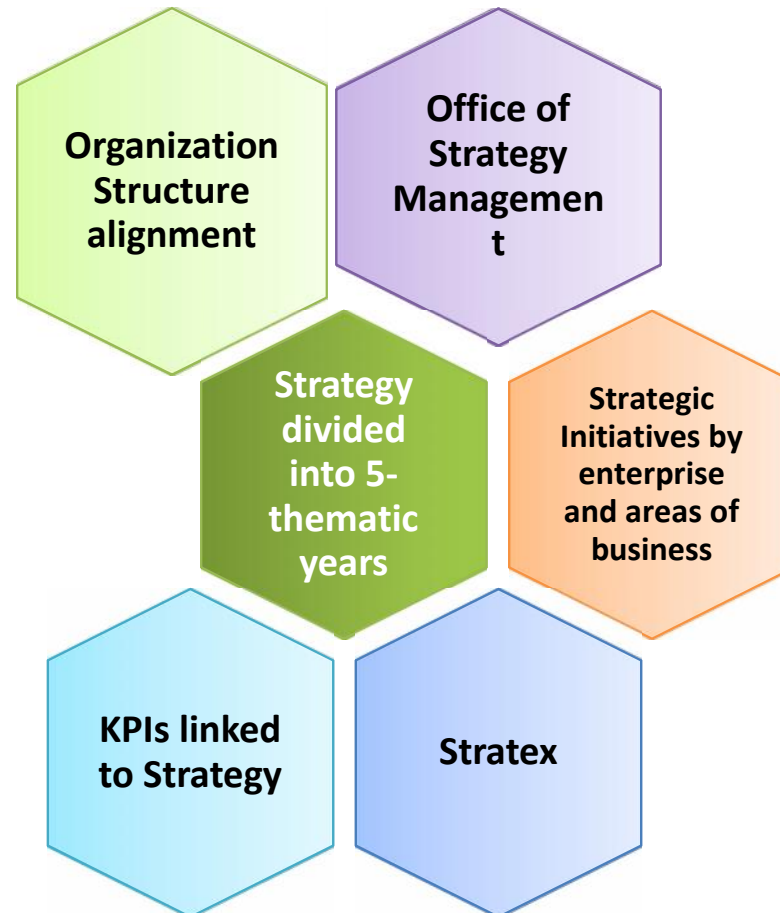 Organization
Structure
alignment
Office of
Strategy
Managemen
t
Strategy
divided
into 5-
thematic
years
Strategic
Initiatives by
enterprise
and areas of
business
KPIs linked
to Strategy
Stratex